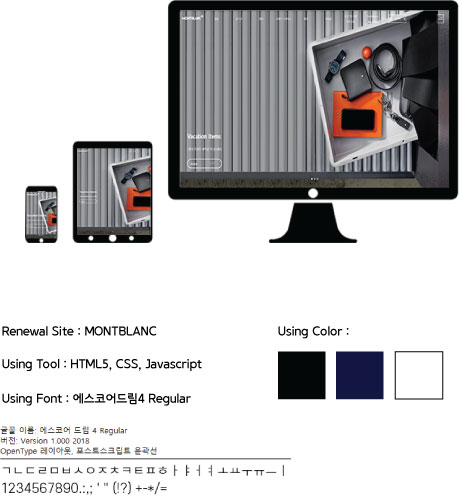 MONTBLANC
Vacation Items
Renewal Site : MONTBLANC
Using Color :
Using Tool : HTML5, CSS, Javascript
Using Font : 에스코어드림4 Regular
글꼴 이름: 에스코어 드림 4 Regular
버전: Version 1.000 2018
OpenType 레이아웃, 포스트스크립트 윤곽선
ㄱㄴㄷㄹㅁㅂㅅㅇㅈㅊㅋㅌㅍㅎㅏㅑㅓㅕㅗㅛㅜㅠㅡㅣ
1234567890.:,; ' " (!?) +-*/=